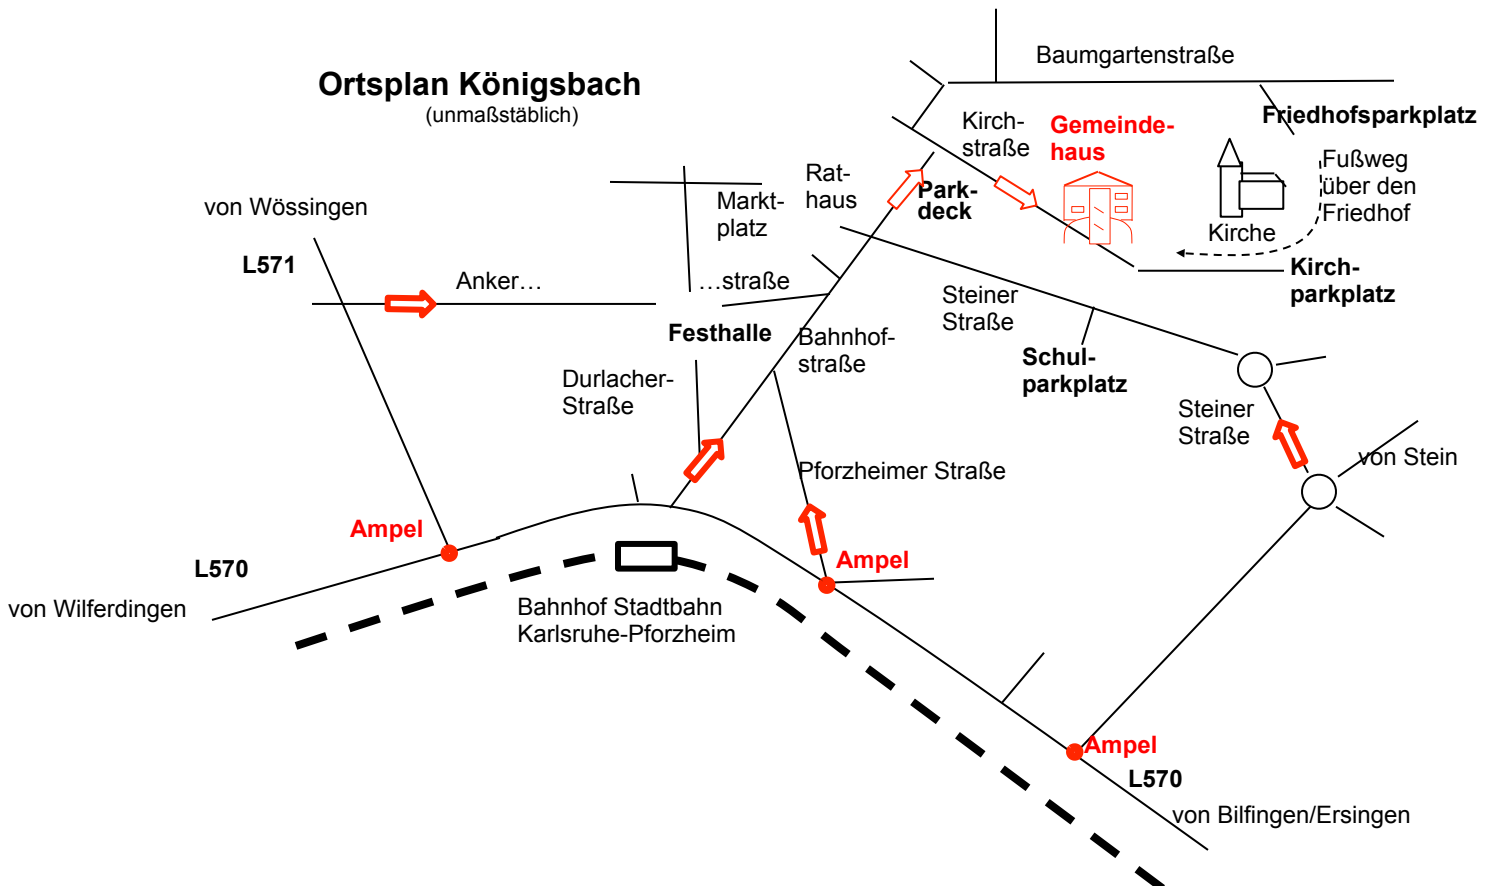 Ortsplan Königsbach
(unmaßstäblich)
Baumgartenstraße
Friedhofsparkplatz
Kirch-
straße
Gemeinde-
haus
Fußweg
über den
Friedhof
Rat-
haus
Park-
deck
Markt-
platz
Kirche
von Wössingen
L571
Anker…
…straße
Kirch-
parkplatz
Steiner
Straße
Festhalle
Bahnhof-
straße
Schul-
parkplatz
Durlacher-
Straße
Steiner
Straße
von Stein
Pforzheimer Straße
Ampel
Ampel
L570
von Wilferdingen
Bahnhof Stadtbahn
Karlsruhe-Pforzheim
Ampel
L570
von Bilfingen/Ersingen